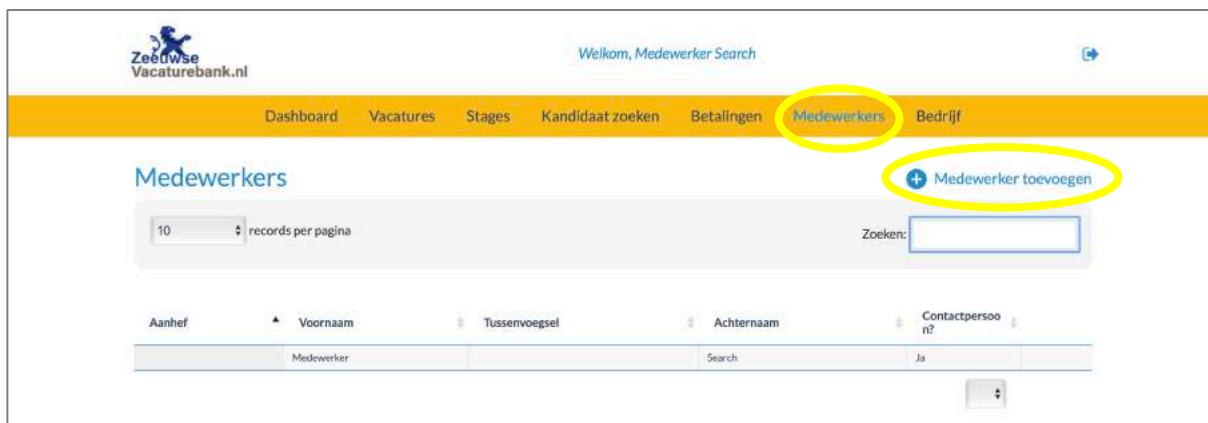 Zeeuwse
Vacaturebank.nl
Welkom, Medewerker Search
Dashboard Vacatures Stages Kandidaat zoeken Betalingen Medewerkers Bedrijf
Medewerkers
Medewerker toevoegen
10 records per pagina
Zoeken:
Aanhef Voornaam Tussenvoegsel Achternaam Contactpersoo
n?
Medewerker Search Ja